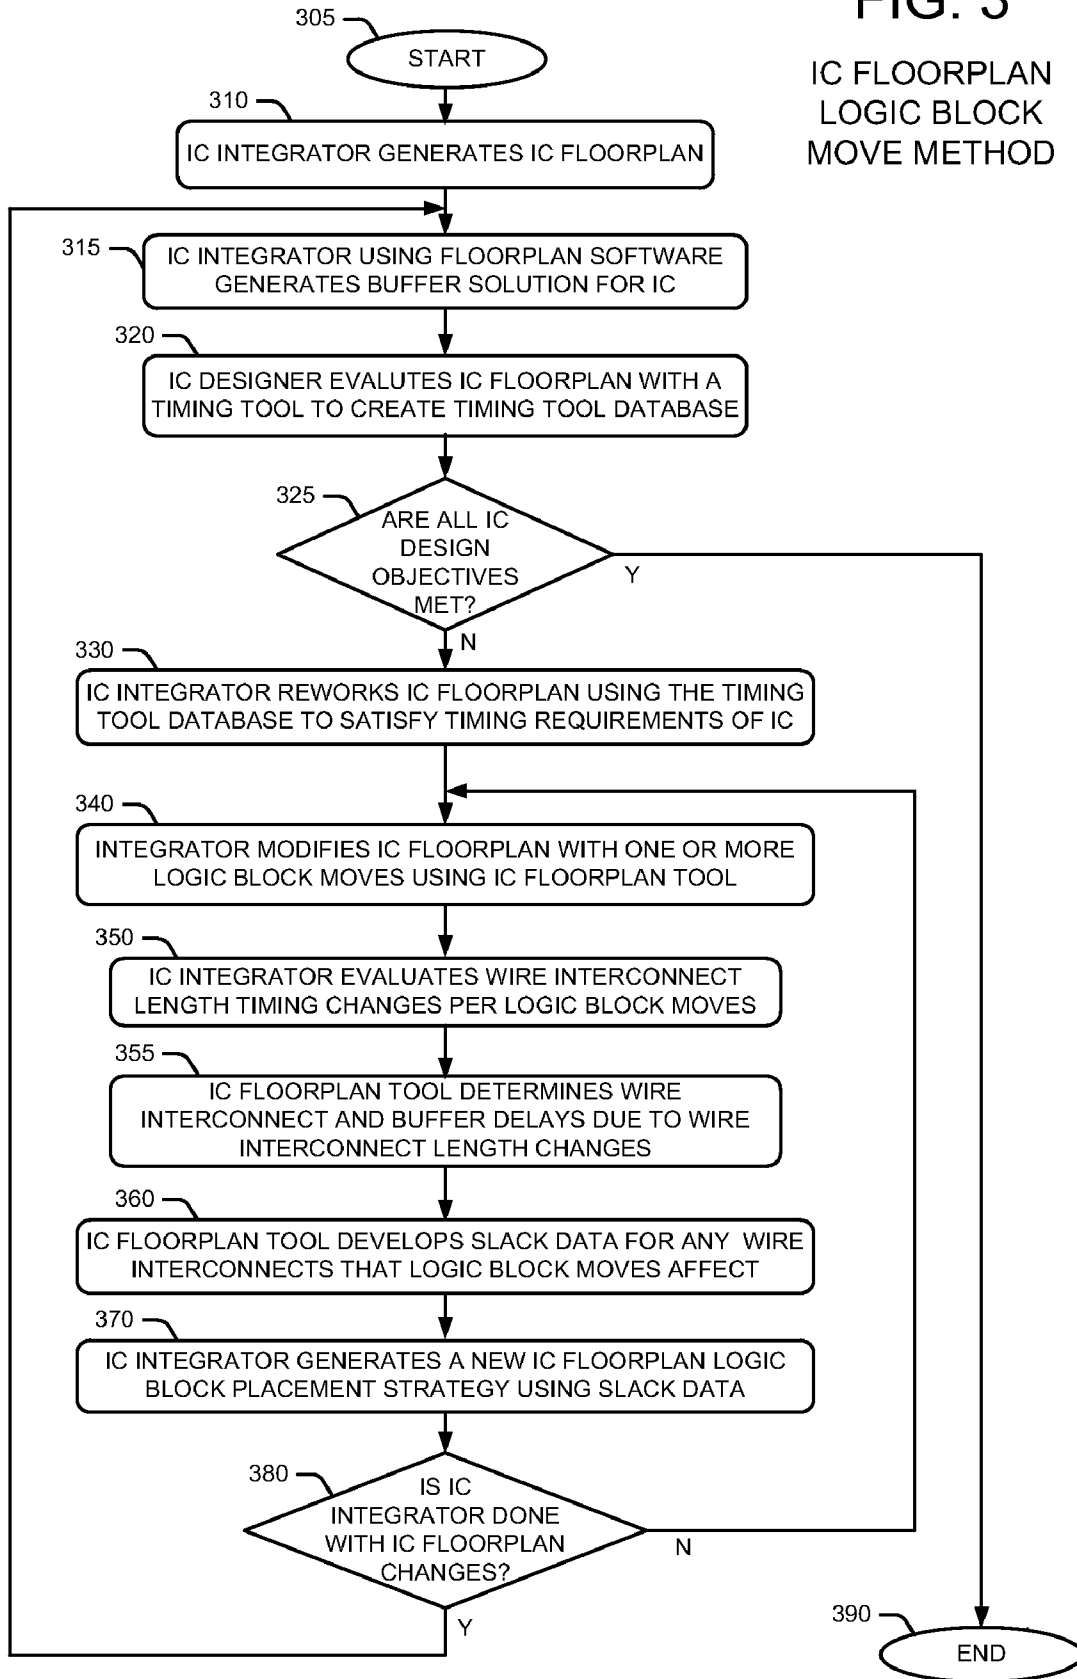 FIG. 3
IC FLOORPLAN
LOGIC BLOCK
MOVE METHOD
305
START
310
IC INTEGRATOR GENERATES IC FLOORPLAN
315
IC INTEGRATOR USING FLOORPLAN SOFTWARE
GENERATES BUFFER SOLUTION FOR IC
320
IC DESIGNER EVALUTES IC FLOORPLAN WITH A
TIMING TOOL TO CREATE TIMING TOOL DATABASE
325
ARE ALL IC
DESIGN
OBJECTIVES
MET?
Y
N
330
IC INTEGRATOR REWORKS IC FLOORPLAN USING THE TIMING
TOOL DATABASE TO SATISFY TIMING REQUIREMENTS OF IC
340
INTEGRATOR MODIFIES IC FLOORPLAN WITH ONE OR MORE
LOGIC BLOCK MOVES USING IC FLOORPLAN TOOL
350
IC INTEGRATOR EVALUATES WIRE INTERCONNECT
LENGTH TIMING CHANGES PER LOGIC BLOCK MOVES
355
IC FLOORPLAN TOOL DETERMINES WIRE
INTERCONNECT AND BUFFER DELAYS DUE TO WIRE
INTERCONNECT LENGTH CHANGES
360
IC FLOORPLAN TOOL DEVELOPS SLACK DATA FOR ANY WIRE
INTERCONNECTS THAT LOGIC BLOCK MOVES AFFECT
370
IC INTEGRATOR GENERATES A NEW IC FLOORPLAN LOGIC
BLOCK PLACEMENT STRATEGY USING SLACK DATA
380
IS IC
INTEGRATOR DONE
WITH IC FLOORPLAN
CHANGES?
N
Y
390
END